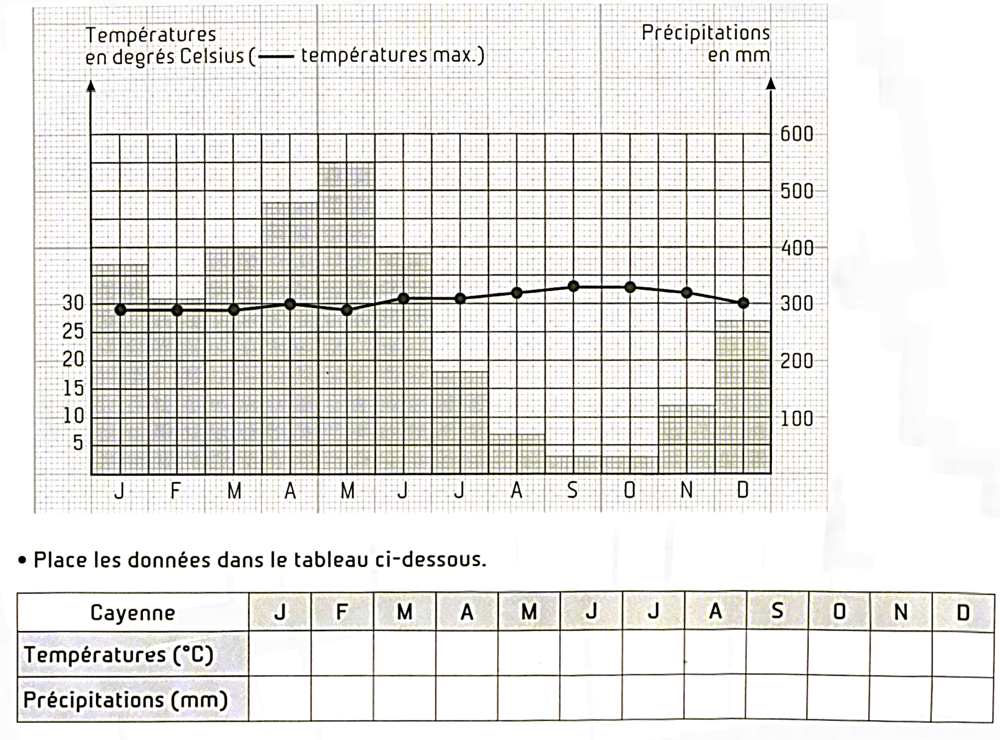 Températures
en degrés Celsius (— températures max.)
Précipitations
en mm
600
500
400
30 300
25
20 200
15
10 100
5
J F M A M J J A S O N D
• Place les données dans le tableau ci-dessous.
Cayenne J F M A M J J A S O N D
Températures (°C)
Précipitations (mm)